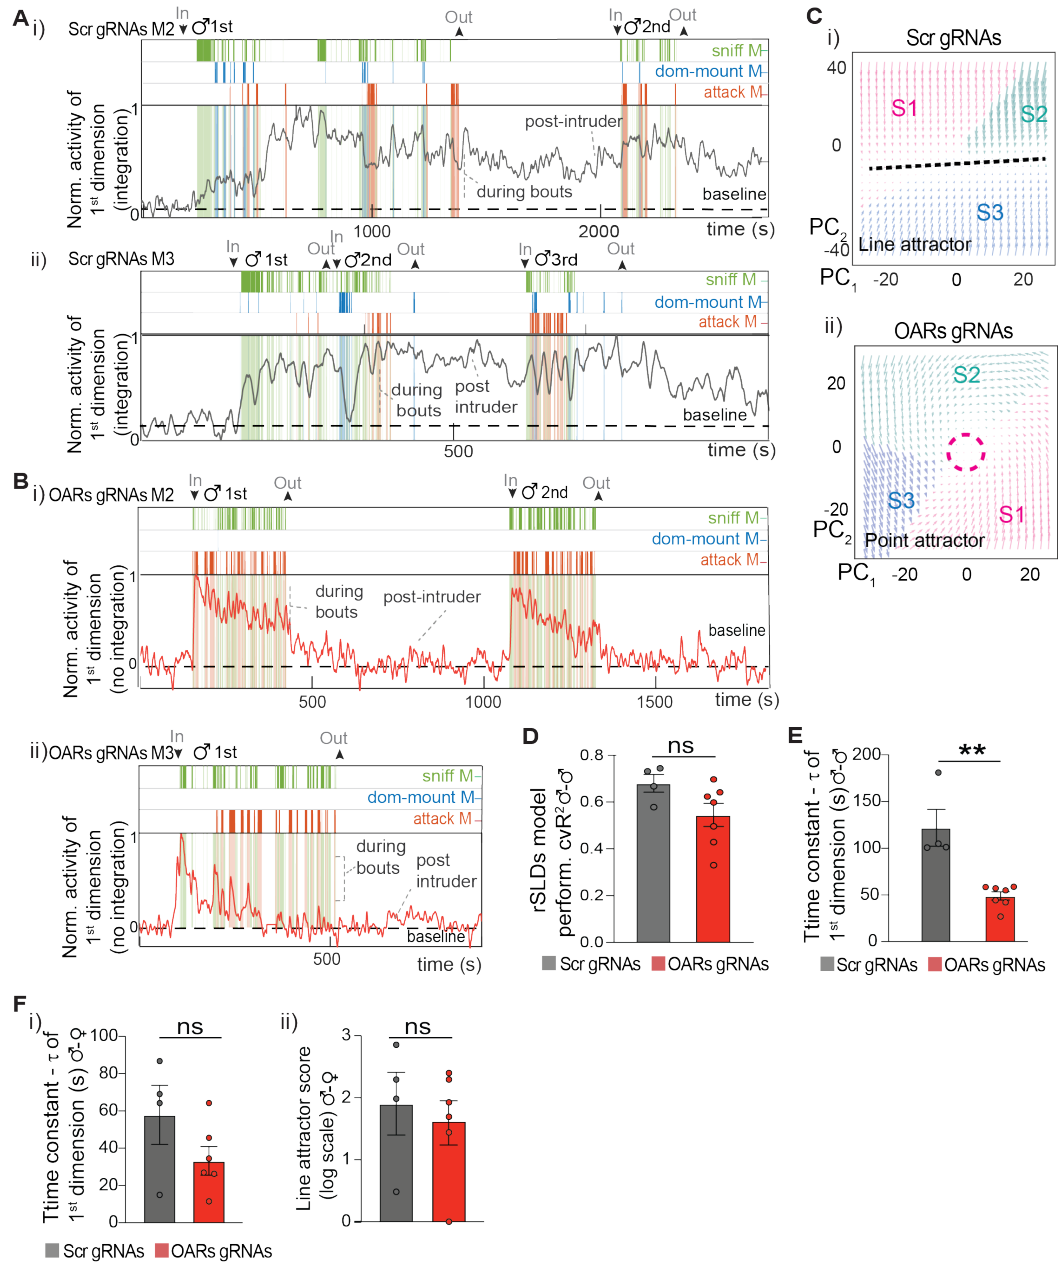 A
i)
Scr gRNAs M2
In
♂1st
Out
In
♂2nd
Out
sniff M
dom-mount M
attack M
Norm. activity of
1st dimension
(integration)
1
0
post-intruder
during bouts
baseline
1000
2000
time (s)
ii)
Scr gRNAs M3
In
♂ 1st
Out
In
♂2nd
Out
In
♂3rd
Out
sniff M
dom-mount M
attack M
Norm. activity of
1st dimension
(integration)
1
0
during
bouts
post
intruder
baseline
500
time (s)
B
i)
OARs gRNAs M2
In
♂ 1st
Out
In
♂ 2nd
Out
sniff M
dom-mount M
attack M
Norm. activity of
1st dimension
(no integration)
1
0
during
bouts
post-intruder
baseline
500
1000
1500
time (s)
ii)
OARs gRNAs M3
In
♂ 1st
Out
sniff M
dom-mount M
attack M
Norm. activity of
1st dimension
(no integration)
1
0
during
bouts
post
intruder
baseline
500
time (s)
C
i)
Scr gRNAs
40
0
-40
PC2
S1
S2
S3
Line attractor
PC1
-20
0
20
ii)
OARs gRNAs
20
0
-20
PC2
S2
S3
S1
Point attractor
PC1
-20
0
20
D
ns
rSLDs model
perform. cvR2♂-♂
0.8
0.6
0.4
0.2
0.0
Scr gRNAs
OARs gRNAs
E
**
Ttime constant - τ of
1st dimension (s)♂-♂
200
150
100
50
0
Scr gRNAs
OARs gRNAs
F
i)
ns
Ttime constant - τ of
1st dimension (s) ♂-♀
100
80
60
40
20
0
ii)
ns
Line attractor score
(log scale) ♂-♀
3
2
1
0
Scr gRNAs
OARs gRNAs